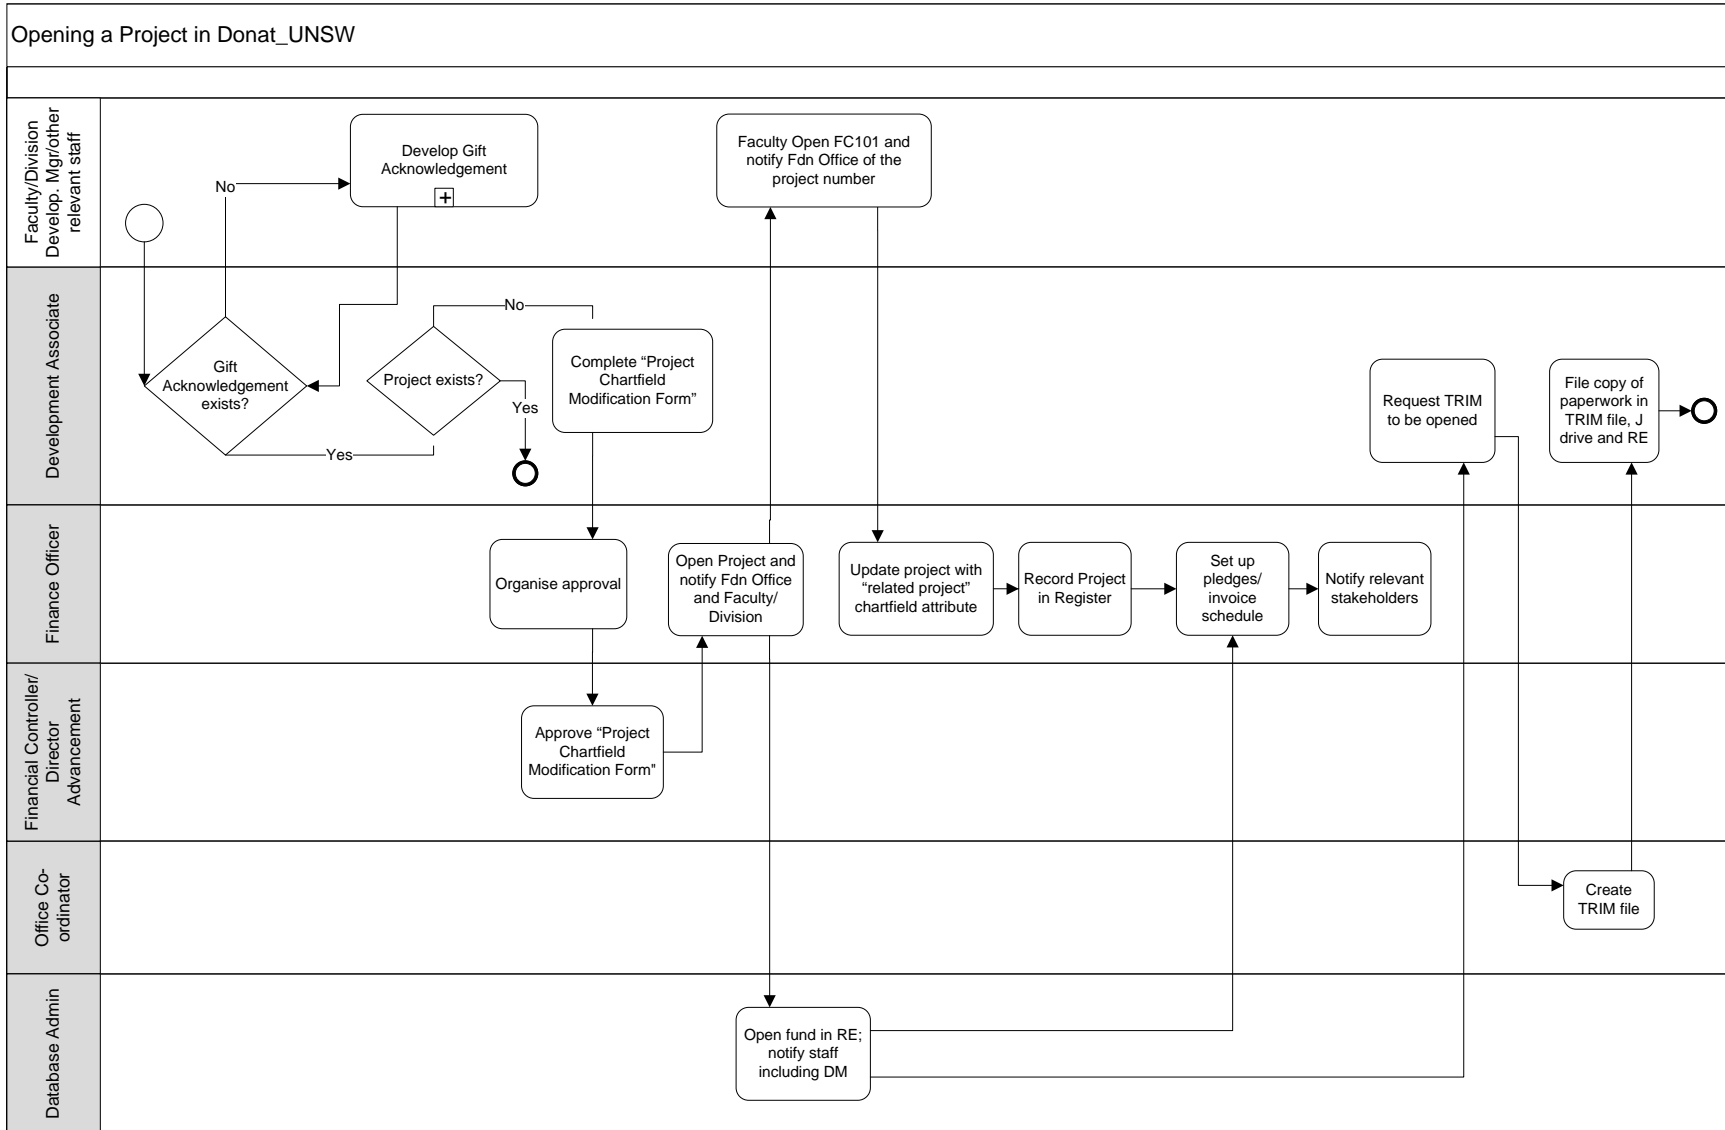 Opening a Project in Donat_UNSW
Faculty/Division
Develop. Mgr/other
relevant staff
No
Develop Gift
Acknowledgement
+
Faculty Open FC101 and
notify Fdn Office of the
project number
Development Associate
Gift
Acknowledgement
exists?
Yes
Project exists?
No
Yes
Complete “Project
Chartfield
Modification Form”
Request TRIM
to be opened
File copy of
paperwork in
TRIM file, J
drive and RE
Finance Officer
Organise approval
Open Project and
notify Fdn Office
and Faculty/
Division
Update project with
“related project”
chartfield attribute
Record Project
in Register
Set up
pledges/
invoice
schedule
Notify relevant
stakeholders
Financial Controller/
Director
Advancement
Approve “Project
Chartfield
Modification Form"
Office Co-
ordinator
Create
TRIM file
Database Admin
Open fund in RE;
notify staff
including DM